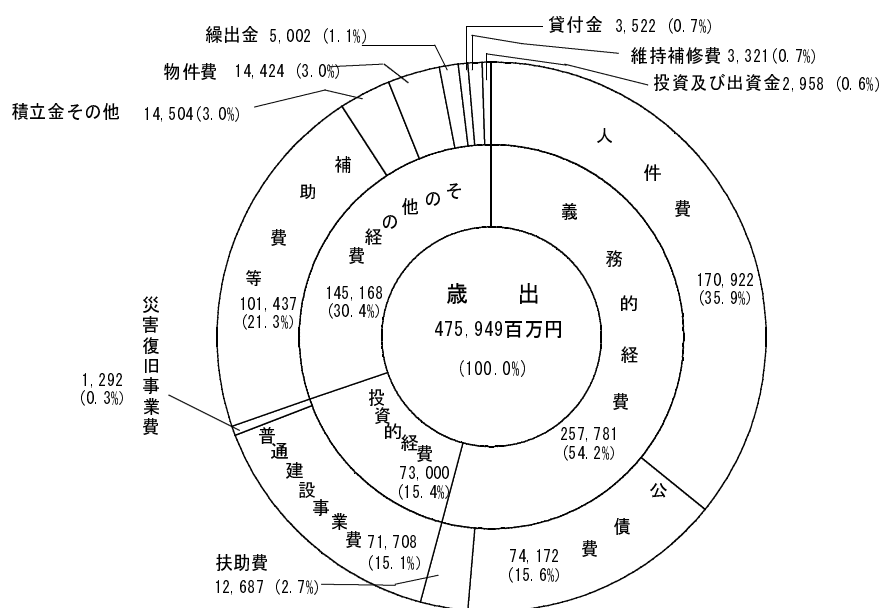 貸付金 3,522 (0.7%)
繰出金 5,002 (1.1%)
維持補修費 3,321(0.7%)
物件費 14,424 (3.0%)
投資及び出資金2,958 (0.6%)
積立金その他 14,504(3.0%)
人件費
170,922
(35.9%)
義務的経費
257,781
(54.2%)
公債費
74,172
(15.6%)
歳出
475,949百万円
(100.0%)
その他の経費
145,168
(30.4%)
補助費等
101,437
(21.3%)
災害復旧事業費
1,292
(0.3%)
投資的経費
73,000
(15.4%)
普通建設事業費
71,708
(15.1%)
扶助費
12,687 (2.7%)